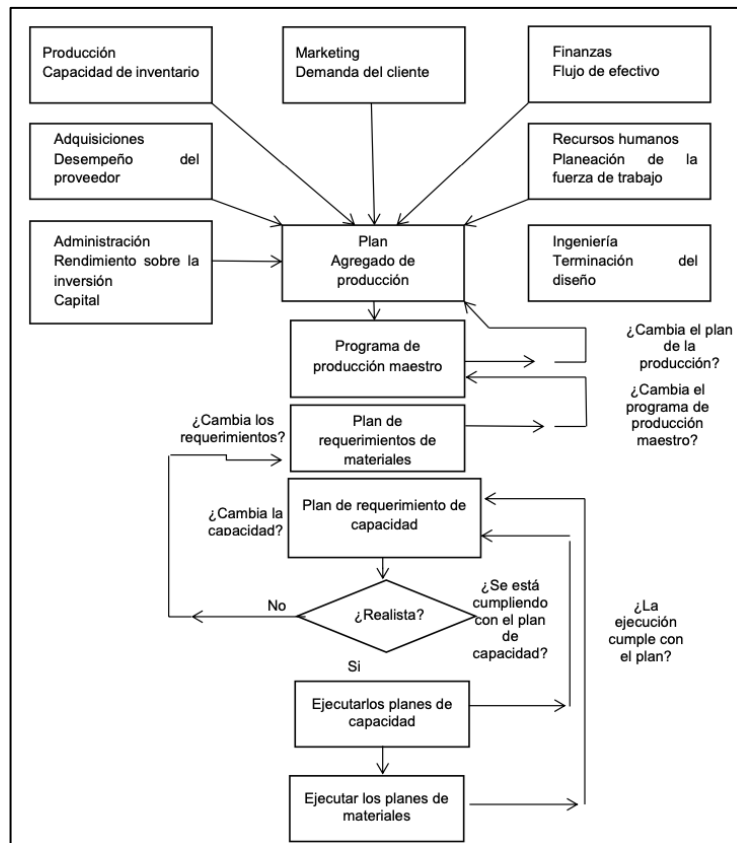 Producción
Capacidad de inventario
Marketing
Demanda del cliente
Finanzas
Flujo de efectivo
Adquisiciones
Desempeño del
proveedor
Recursos humanos
Planeación de la
fuerza de trabajo
Administración
Rendimiento sobre la
inversión
Capital
Plan
Agregado de
producción
Ingeniería
Terminación del
diseño
Programa de
producción maestro
¿Cambia el plan
de la
producción?
¿Cambia el
programa de
producción
maestro?
¿Cambia los
requerimientos?
Plan de
requerimientos de
materiales
¿Cambia la
capacidad?
Plan de requerimiento de
capacidad
No
¿Realista?
¿Se está
cumpliendo
con el plan
de
capacidad?
¿La
ejecución
cumple con
el plan?
Si
Ejecutarlos planes de
capacidad
Ejecutar los planes de
materiales